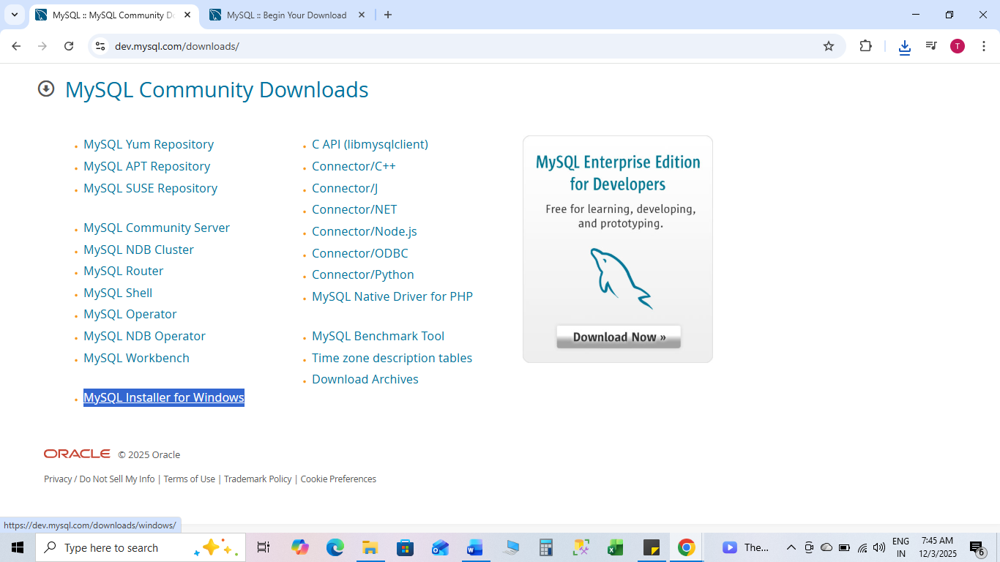 MySQL :: MySQL Community Do
MySQL :: Begin Your Download
dev.mysql.com/downloads/
T
MySQL Community Downloads
MySQL Yum Repository
MySQL APT Repository
MySQL SUSE Repository
MySQL Community Server
MySQL NDB Cluster
MySQL Router
MySQL Shell
MySQL Operator
MySQL NDB Operator
MySQL Workbench
MySQL Installer for Windows
C API (libmysqlclient)
Connector/C++
Connector/J
Connector/NET
Connector/Node.js
Connector/ODBC
Connector/Python
MySQL Native Driver for PHP
MySQL Benchmark Tool
Time zone description tables
Download Archives
MySQL Enterprise Edition
for Developers
Free for learning, developing,
and prototyping.
Download Now »
ORACLE © 2025 Oracle
Privacy / Do Not Sell My Info | Terms of Use | Trademark Policy | Cookie Preferences
https://dev.mysql.com/downloads/windows/
Type here to search
The...
ENG
IN
7:45 AM
12/3/2025
6